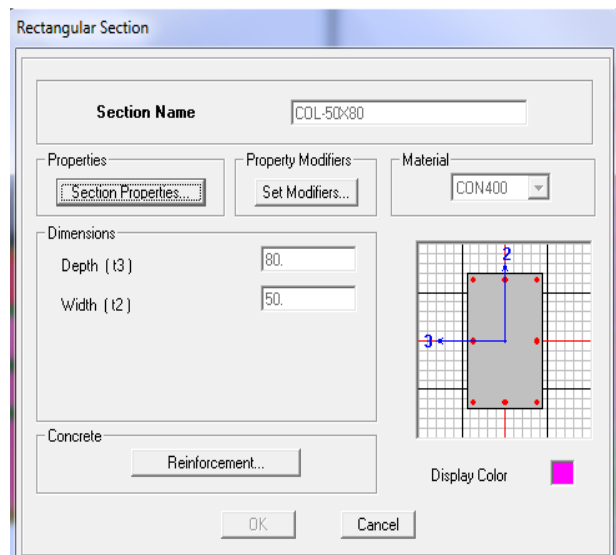 Rectangular Section
Section Name COL-50X80
Properties Property Modifiers Material
Section Properties... Set Modifiers... CON400
Dimensions
Depth ( t3 ) 80.
Width ( t2 ) 50.
2
3
Concrete
Reinforcement...
Display Color
OK Cancel